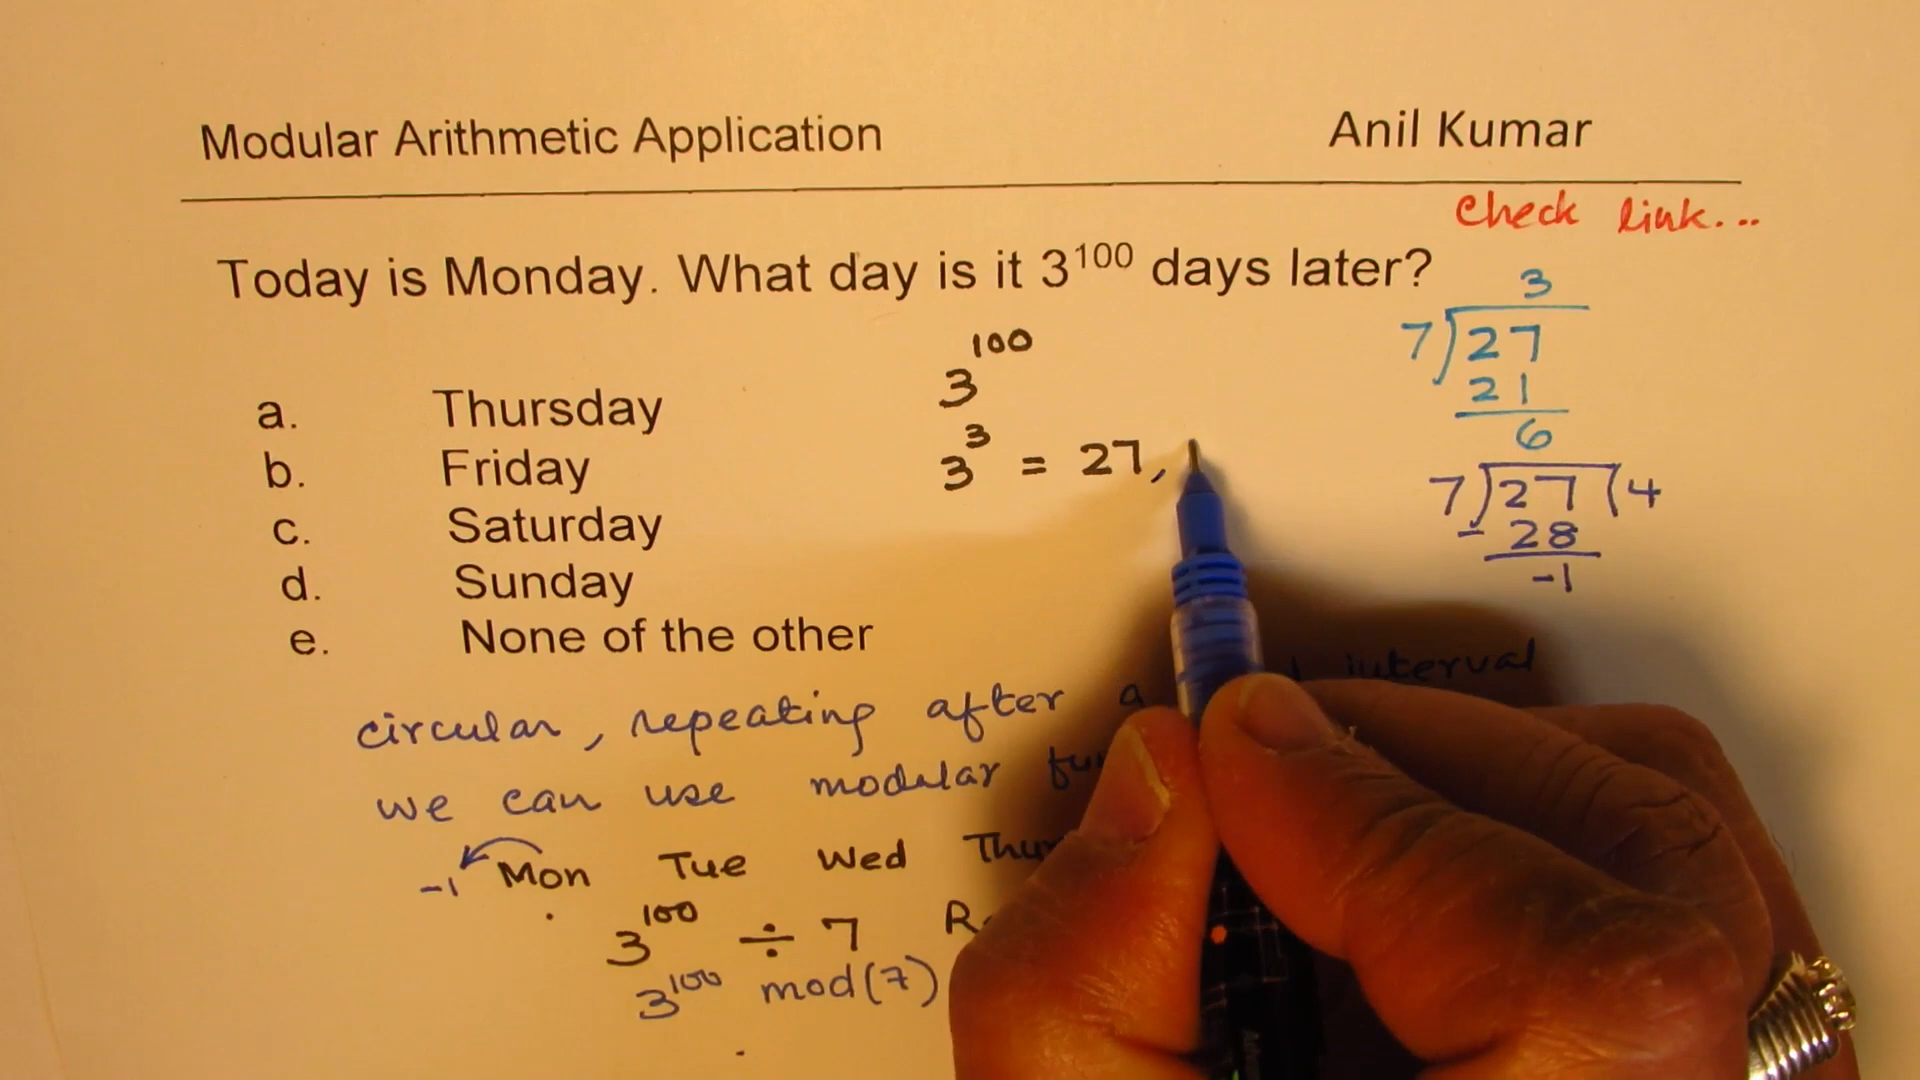 Modular Arithmetic Application Anil Kumar
Check link...
Today is Monday. What day is it 3¹⁰⁰ days later?
a. Thursday
b. Friday
c. Saturday
d. Sunday
e. None of the other
3¹⁰⁰
3³ = 27,
3
7)27
21
6
7)27(4
- 28
-1
circular, repeating after a interval
we can use modular
-1 Mon Tue Wed
3¹⁰⁰ ÷ 7
3¹⁰⁰ mod(7)